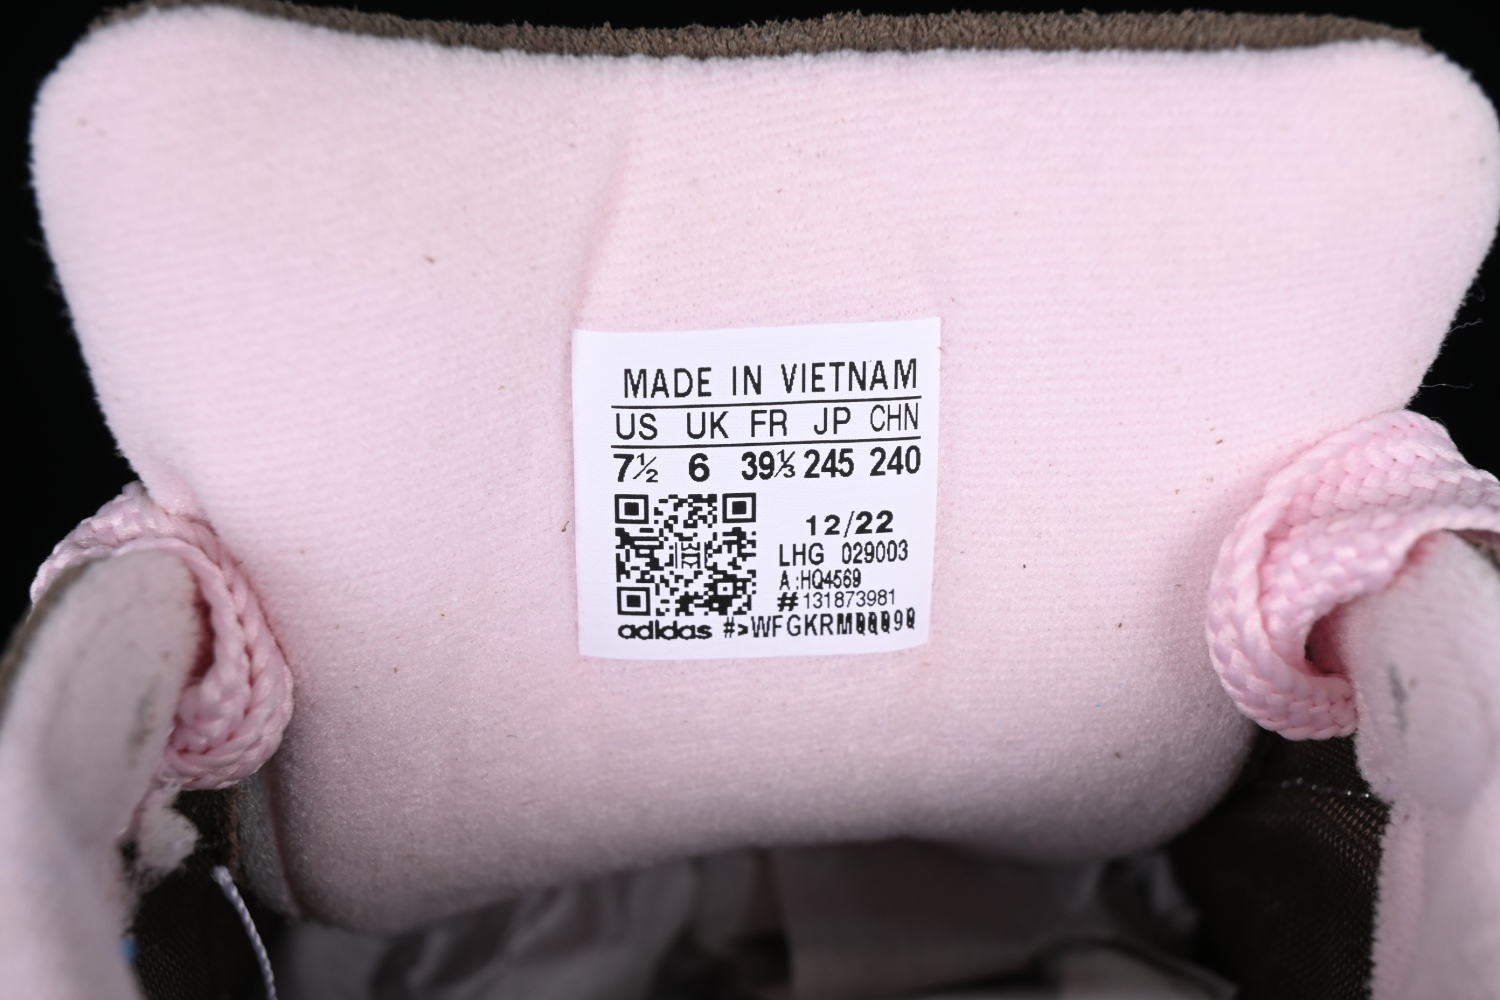 MADE IN VIETNAM
US UK FR JP CHN
7½ 6 39⅓ 245 240
12/22
LHG 029003
A:HQ4569
#131873981
adidas #>WFGKRM00090